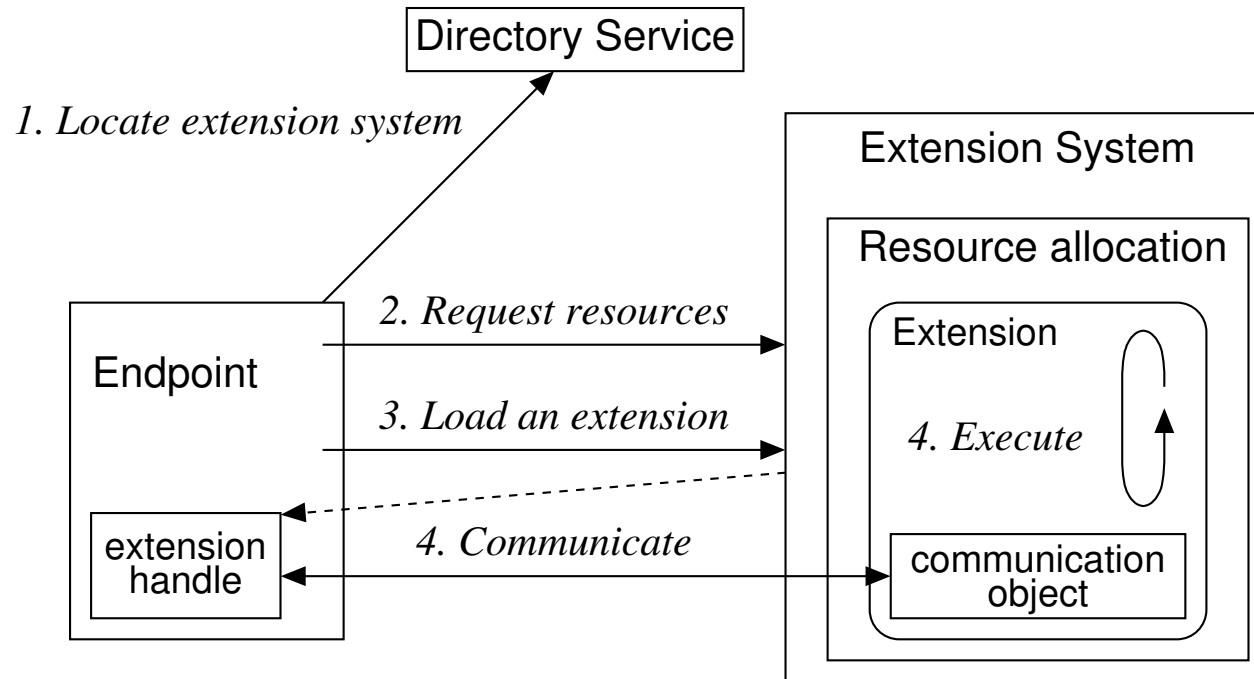 Directory Service
1. Locate extension system
Extension System
Resource allocation
2. Request resources
Extension
Endpoint
3. Load an extension
4. Execute
4. Communicate
extension
handle
communication
object